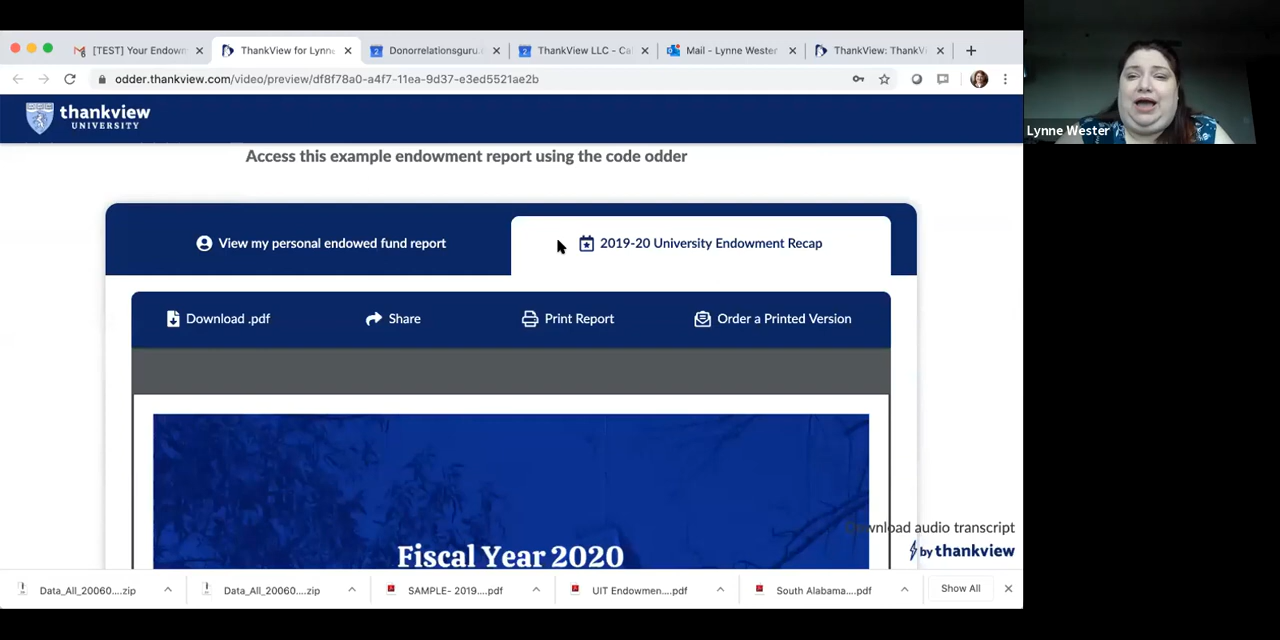 [TEST] Your Endowm
ThankView for Lynne
Donorrelationsguru.
ThankView LLC - Cal
Mail - Lynne Wester
ThankView: ThankVi
odder.thankview.com/video/preview/df8f78a0-a4f7-11ea-9d37-e3ed5521ae2b
Lynne Wester
thankview
UNIVERSITY
Access this example endowment report using the code odder
View my personal endowed fund report
2019-20 University Endowment Recap
Download .pdf
Share
Print Report
Order a Printed Version
Fiscal Year 2020
Download audio transcript
by thankview
Data_All_20060....zip
Data_All_20060....zip
SAMPLE- 2019....pdf
UIT Endowmen....pdf
South Alabama....pdf
Show All